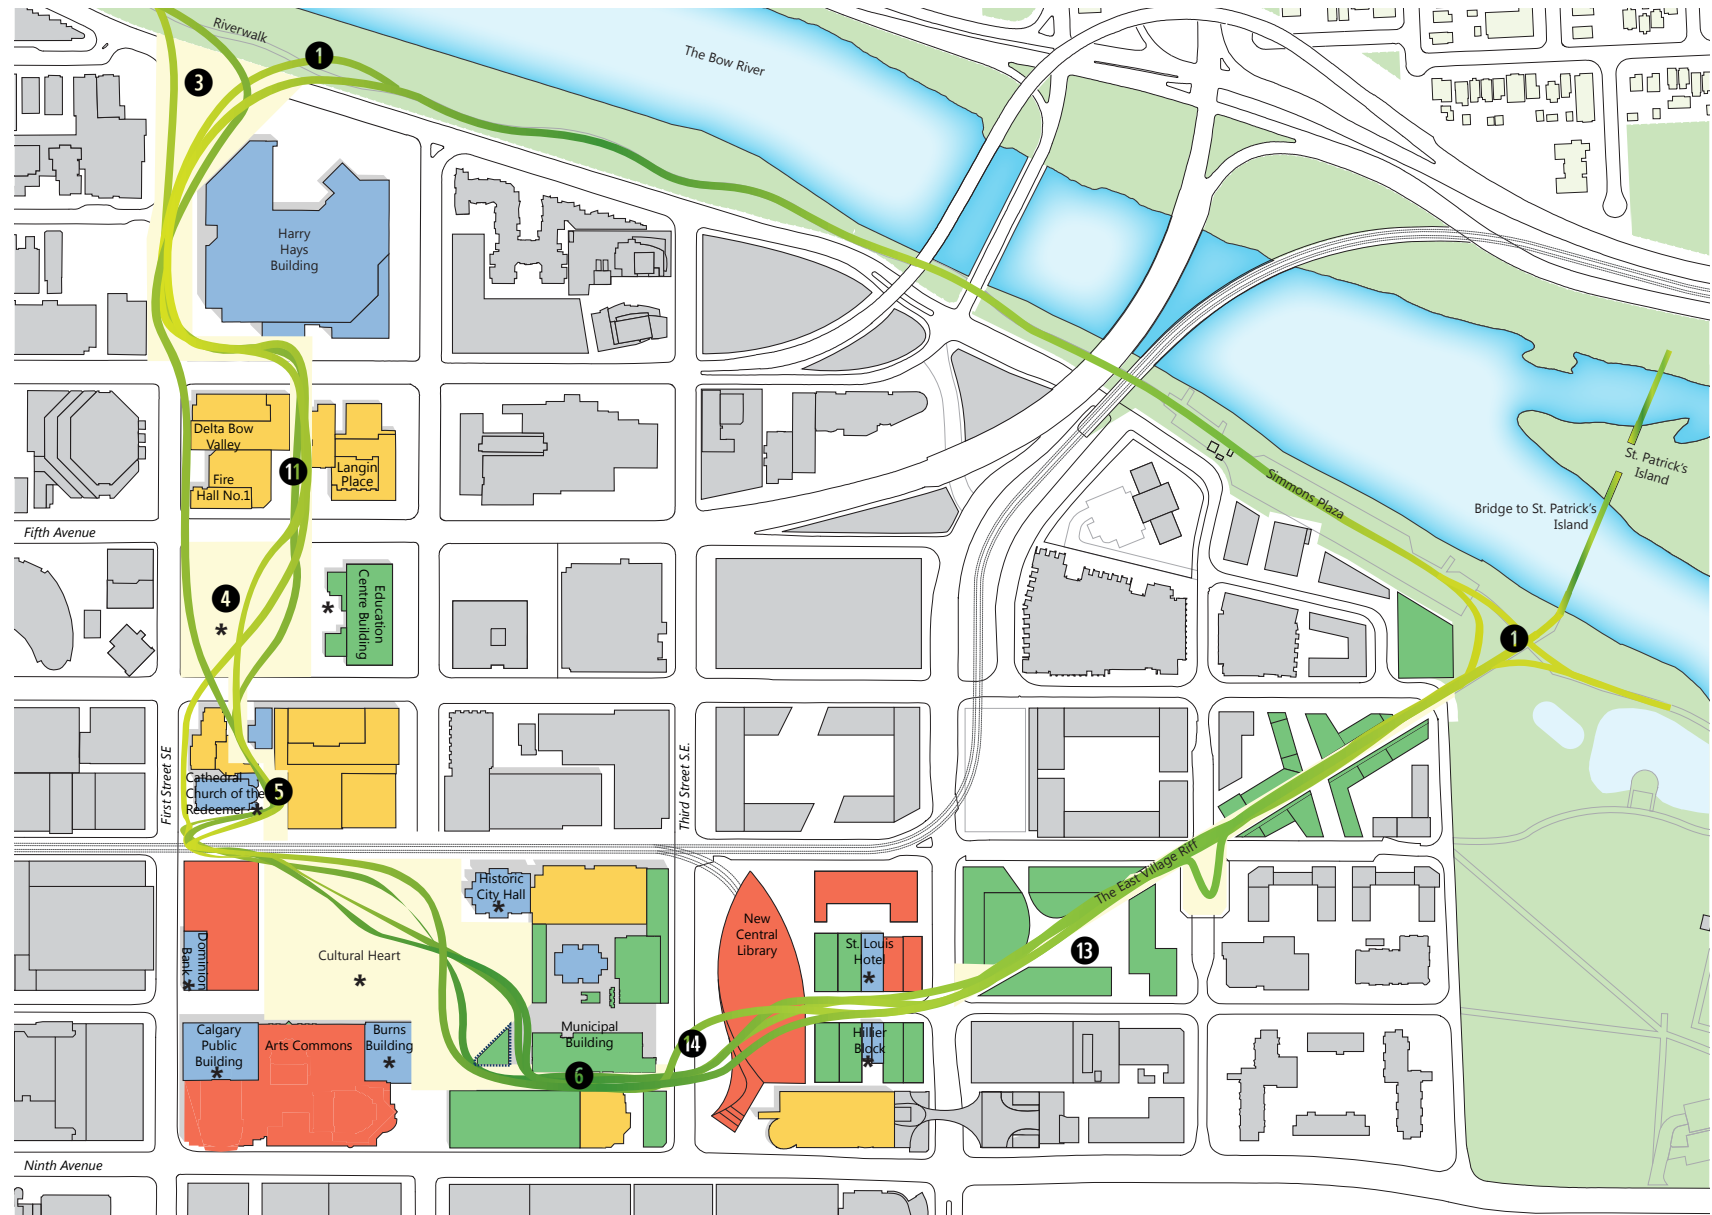 Riverwalk
1
3
The Bow River
Harry
Hays
Building
Delta Bow
Valley
Fire
Hall No.1
11
Langin
Place
Fifth Avenue
4
*
*
Education
Centre Building
St. Patrick's
Island
Bridge to St. Patrick's
Island
Simmons Plaza
1
First Street SE
Cathedral
Church of the
Redeemer *
5
Third Street S.E.
The East Village Riff
Historic
City Hall
*
Dominion
Bank *
Cultural Heart
*
New
Central
Library
St. Louis
Hotel
*
13
Calgary
Public
Building
*
Arts Commons
Burns
Building
*
Municipal
Building
6
14
Hillier
Block
*
Ninth Avenue